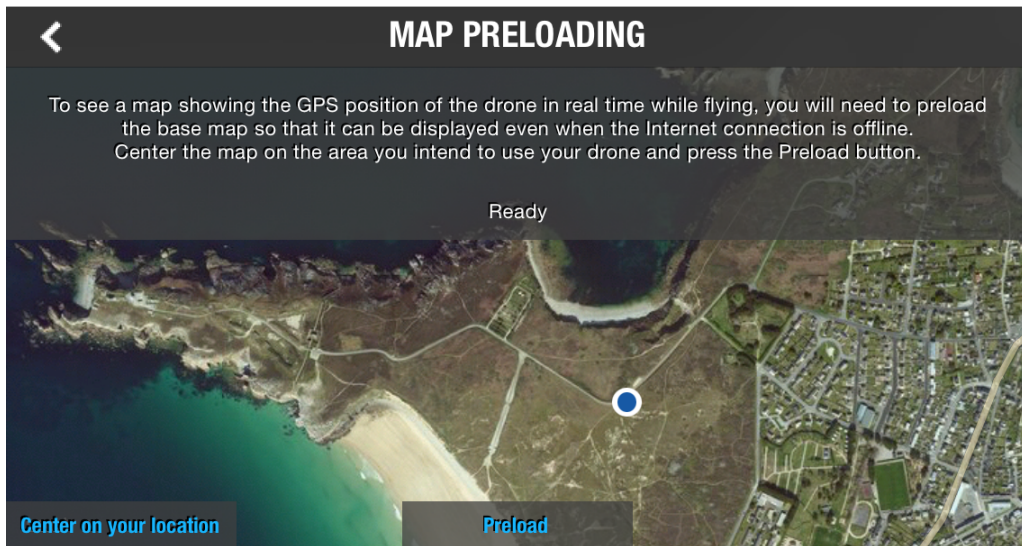 MAP PRELOADING
To see a map showing the GPS position of the drone in real time while flying, you will need to preload
the base map so that it can be displayed even when the Internet connection is offline.
Center the map on the area you intend to use your drone and press the Preload button.
Ready
Center on your location
Preload